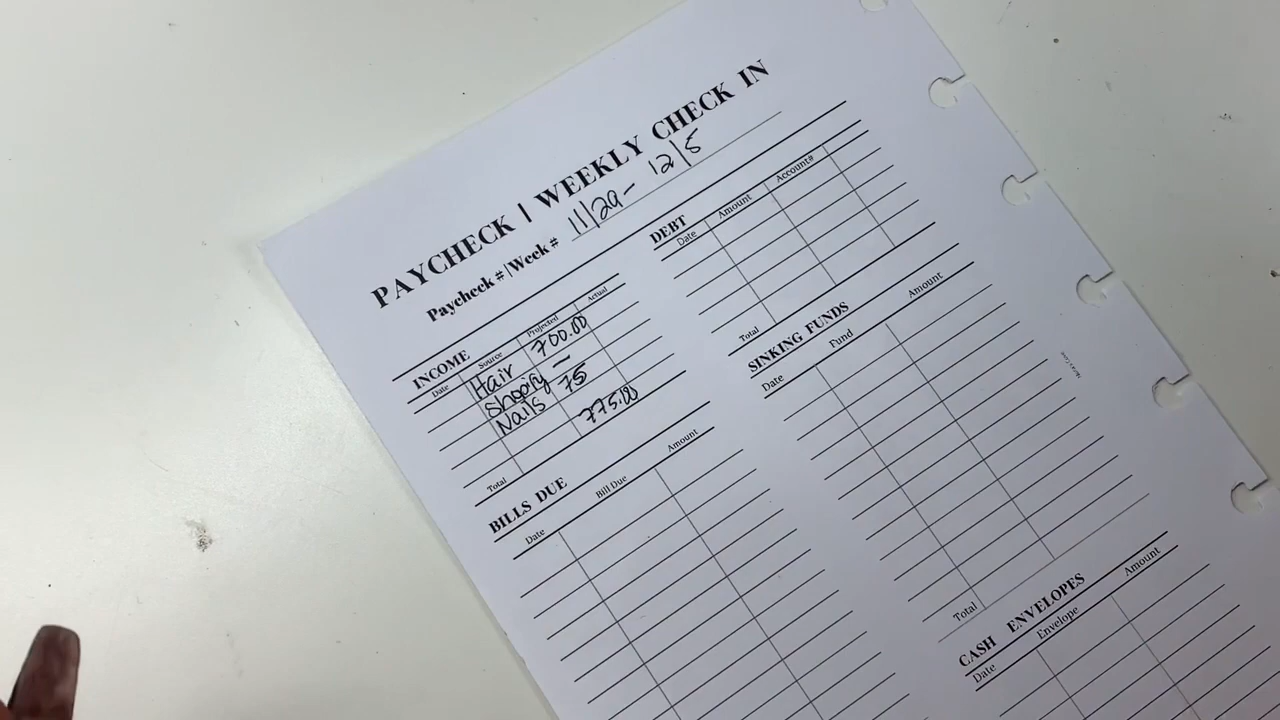 PAYCHECK | WEEKLY CHECK IN
Paycheck #|Week # 11/29 - 12/5
INCOME
Date Source Projected Actual
Hair 700.00
Shopify —
Nails 75
775.00
Total
BILLS DUE
Date Bill Due Amount
DEBT
Date Amount Account#
Total
SINKING FUNDS
Date Fund Amount
Total
CASH ENVELOPES
Date Envelope Amount